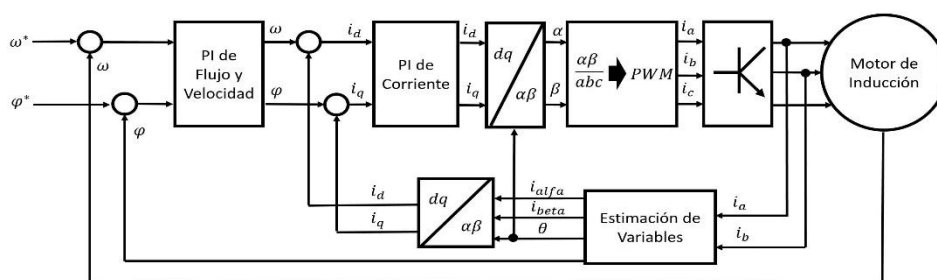 ω*
ω
φ*
φ
PI de
Flujo y
Velocidad
ω
φ
i_d
i_q
PI de
Corriente
i_d
i_q
dq
αβ
α
β
αβ
abc
PWM
i_a
i_b
i_c
Motor de
Inducción
i_d
i_q
dq
αβ
i_alfa
i_beta
θ
Estimación de
Variables
i_a
i_b